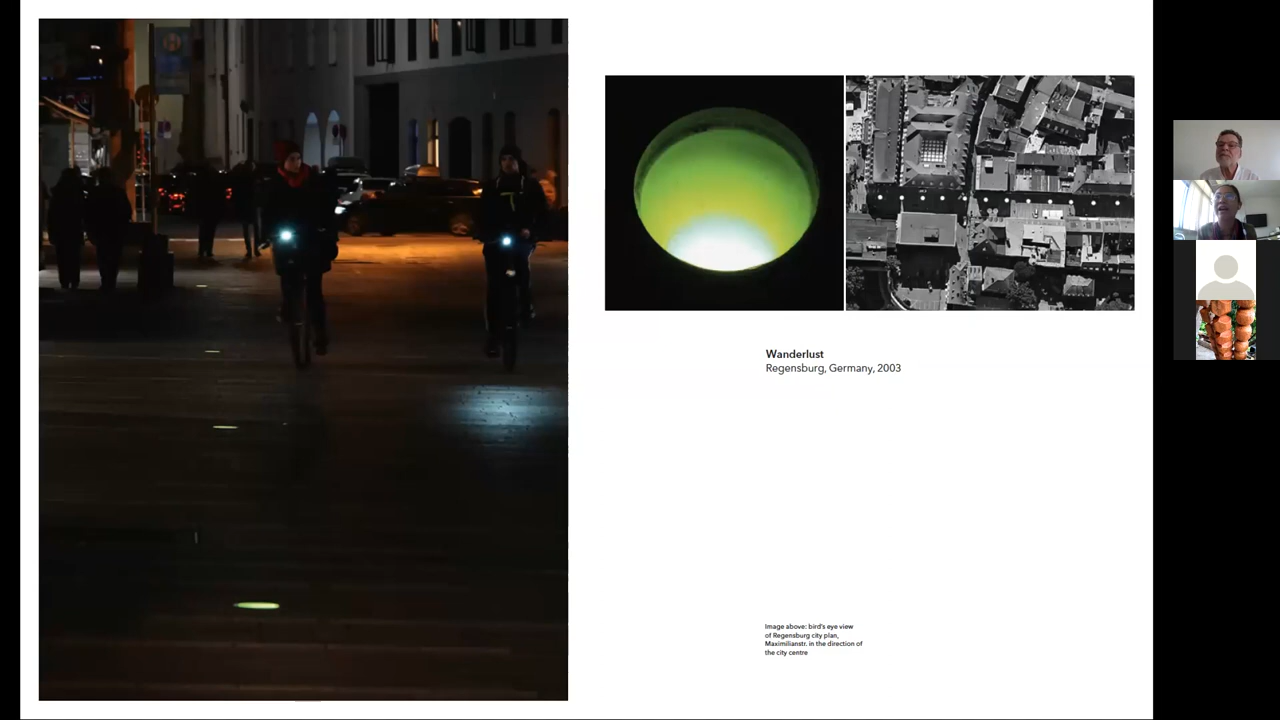 Wanderlust
Regensburg, Germany, 2003
Image above: bird's eye view
of Regensburg city plan,
Maximilianstr. in the direction of
the city centre